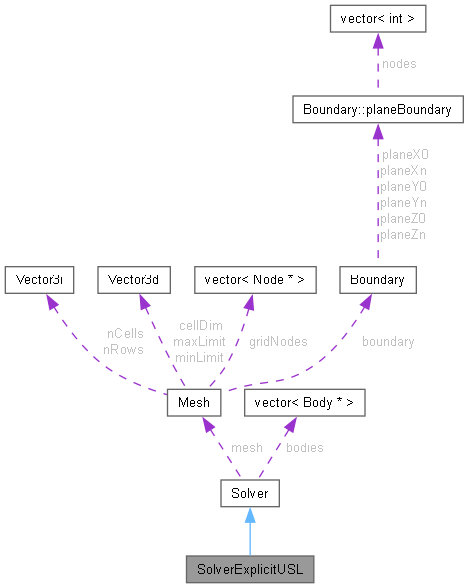 vector< int >
nodes
Boundary::planeBoundary
planeX0
planeXn
planeY0
planeYn
planeZ0
planeZn
Vector3i
Vector3d
vector< Node * >
Boundary
nCells
nRows
cellDim
maxLimit
minLimit
gridNodes
boundary
Mesh
vector< Body * >
mesh
bodies
Solver
SolverExplicitUSL